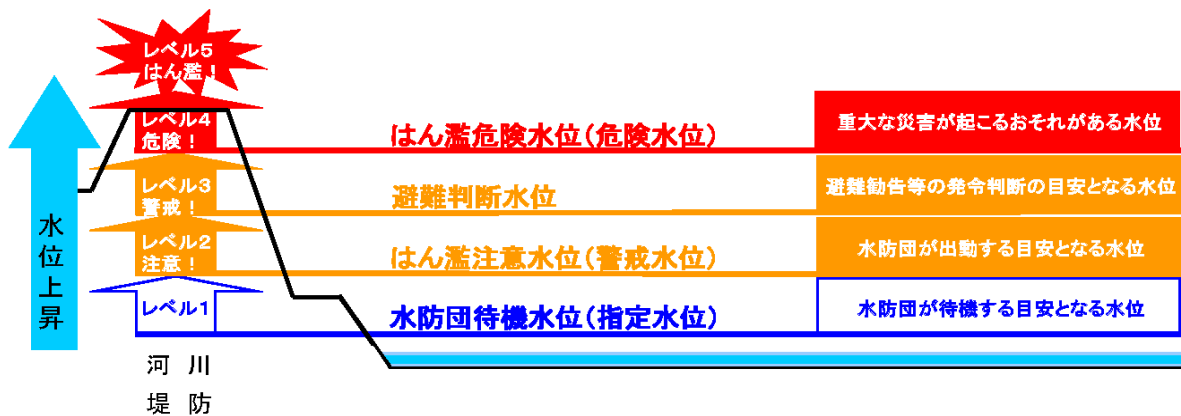 レベル5
はん濫!
レベル4
危険!
はん濫危険水位(危険水位)
重大な災害が起こるおそれがある水位
レベル3
警戒!
避難判断水位
避難勧告等の発令判断の目安となる水位
レベル2
注意!
はん濫注意水位(警戒水位)
水防団が出動する目安となる水位
レベル1
水防団待機水位(指定水位)
水防団が待機する目安となる水位
水位上昇
河川
堤防